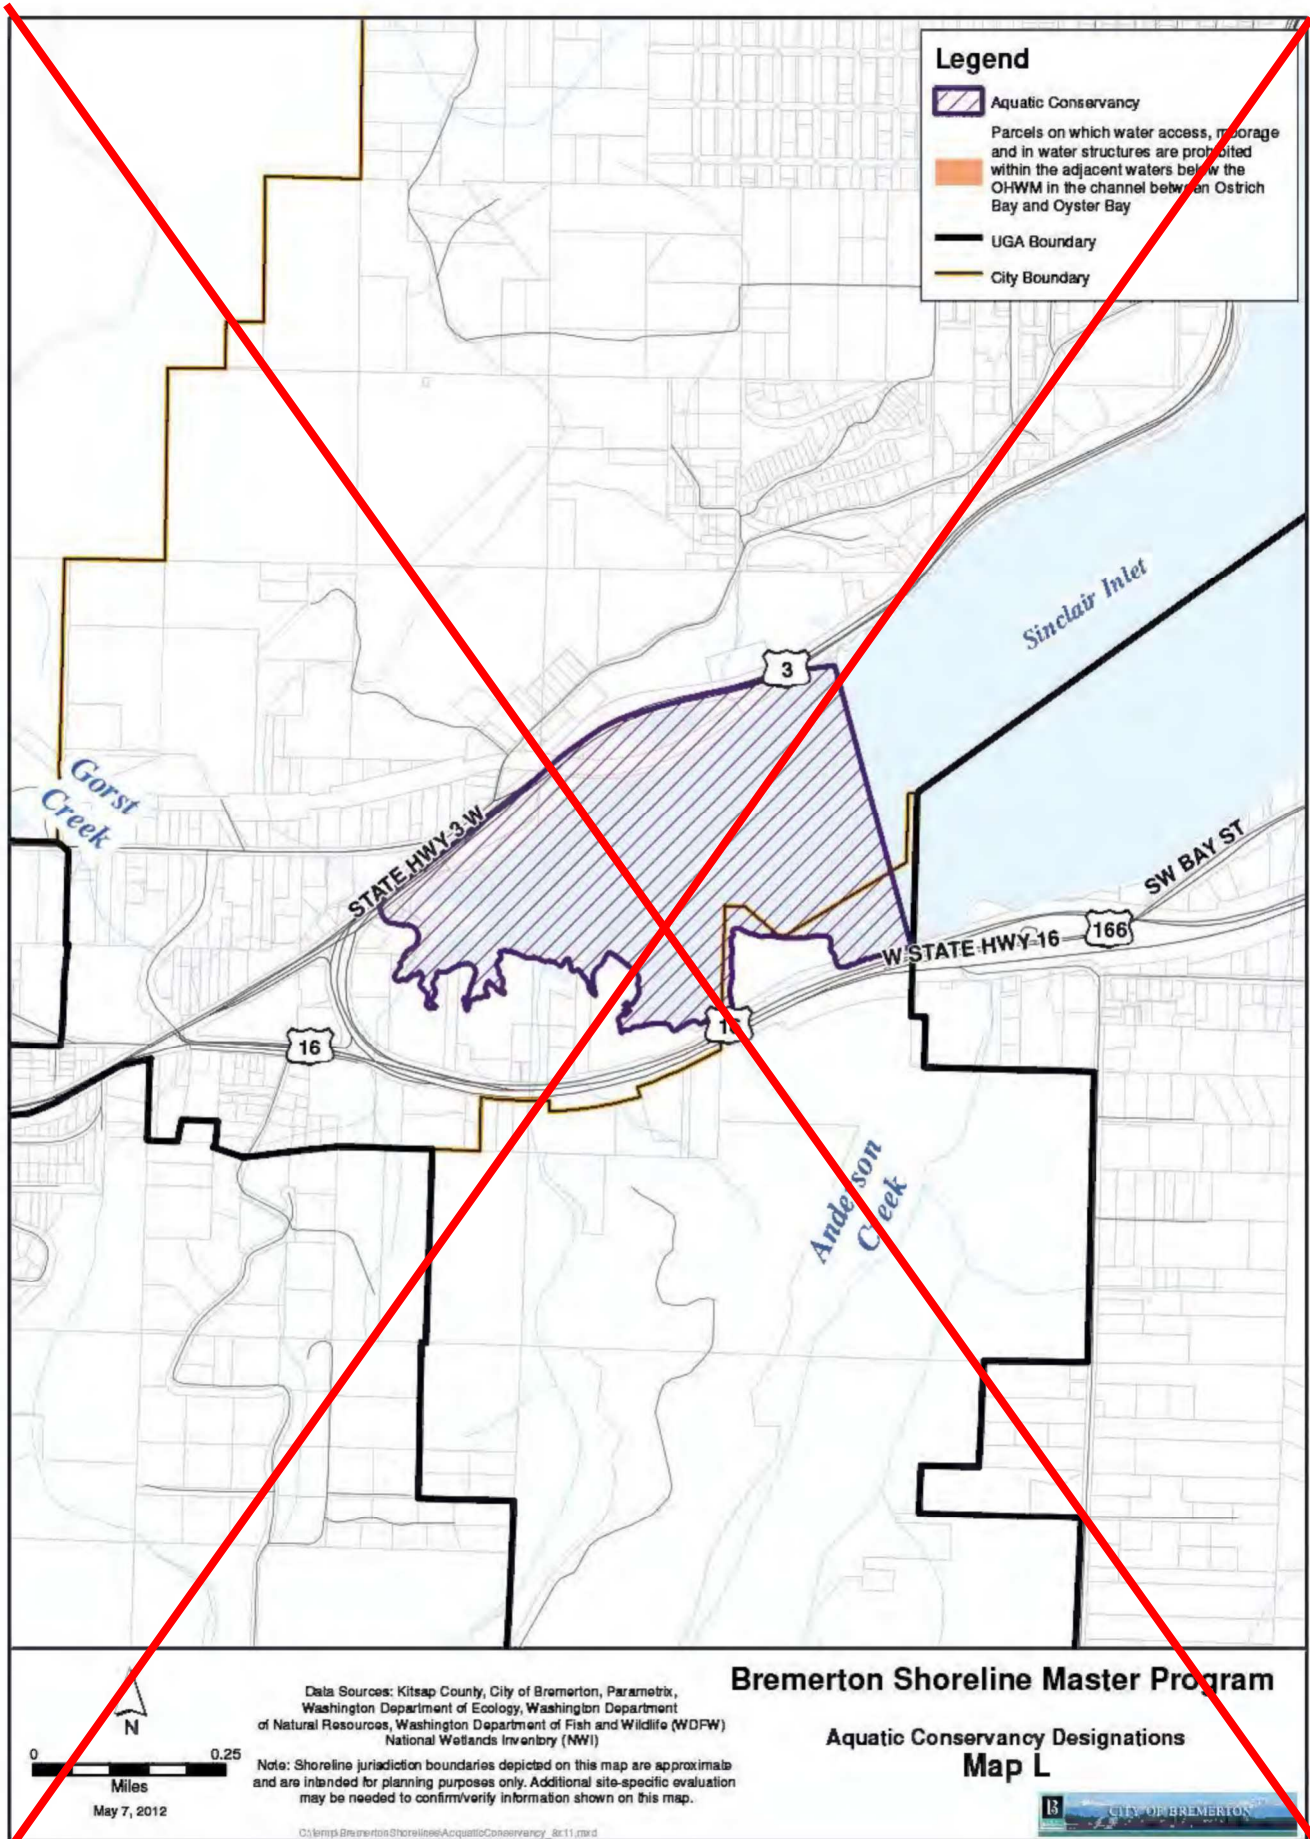 Legend
Aquatic Conservancy
Parcels on which water access, moorage
and in water structures are prohibited
within the adjacent waters below the
OHWM in the channel between Ostrich
Bay and Oyster Bay
UGA Boundary
City Boundary
Sinclair Inlet
3
Gorst
Creek
STATE HWY 3 W
SW BAY ST
166
W STATE HWY 16
16
16
Anderson
Creek
N
0 0.25
Miles
May 7, 2012
Data Sources: Kitsap County, City of Bremerton, Parametrix,
Washington Department of Ecology, Washington Department
of Natural Resources, Washington Department of Fish and Wildlife (WDFW)
National Wetlands Inventory (NWI)
Note: Shoreline jurisdiction boundaries depicted on this map are approximate
and are intended for planning purposes only. Additional site-specific evaluation
may be needed to confirm/verify information shown on this map.
C:\temp\BremertonShorelines\AcquaticConservancy_8x11.mxd
Bremerton Shoreline Master Program
Aquatic Conservancy Designations
Map L
B
CITY OF BREMERTON